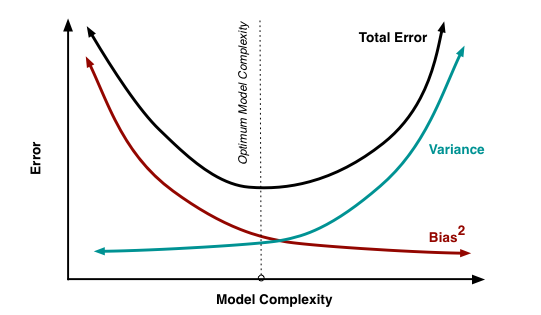 Optimum Model Complexity
Total Error
Variance
Bias²
Error
Model Complexity